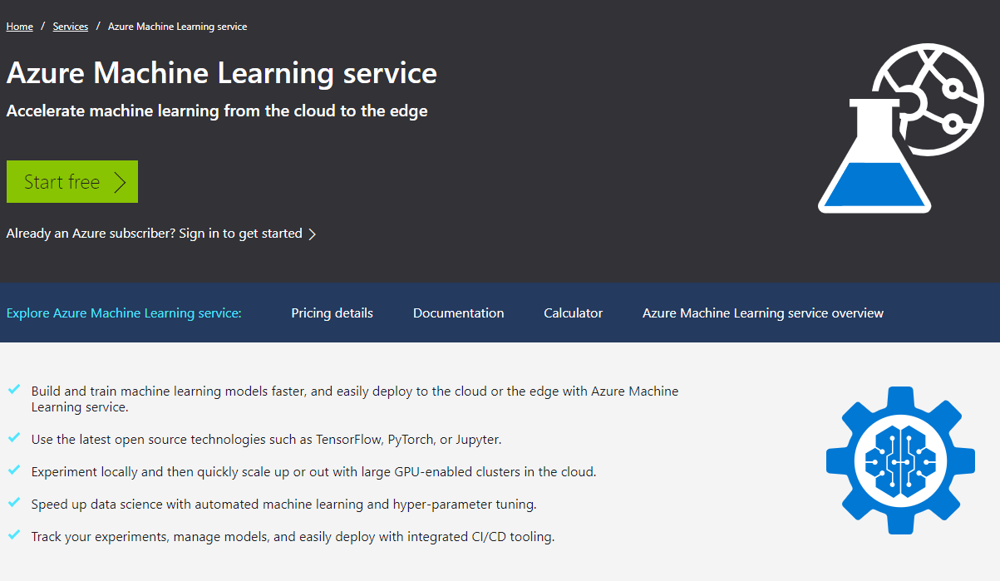 Home / Services / Azure Machine Learning service
Azure Machine Learning service
Accelerate machine learning from the cloud to the edge
Start free
Already an Azure subscriber? Sign in to get started
Explore Azure Machine Learning service: Pricing details Documentation Calculator Azure Machine Learning service overview
Build and train machine learning models faster, and easily deploy to the cloud or the edge with Azure Machine
Learning service.
Use the latest open source technologies such as TensorFlow, PyTorch, or Jupyter.
Experiment locally and then quickly scale up or out with large GPU-enabled clusters in the cloud.
Speed up data science with automated machine learning and hyper-parameter tuning.
Track your experiments, manage models, and easily deploy with integrated CI/CD tooling.